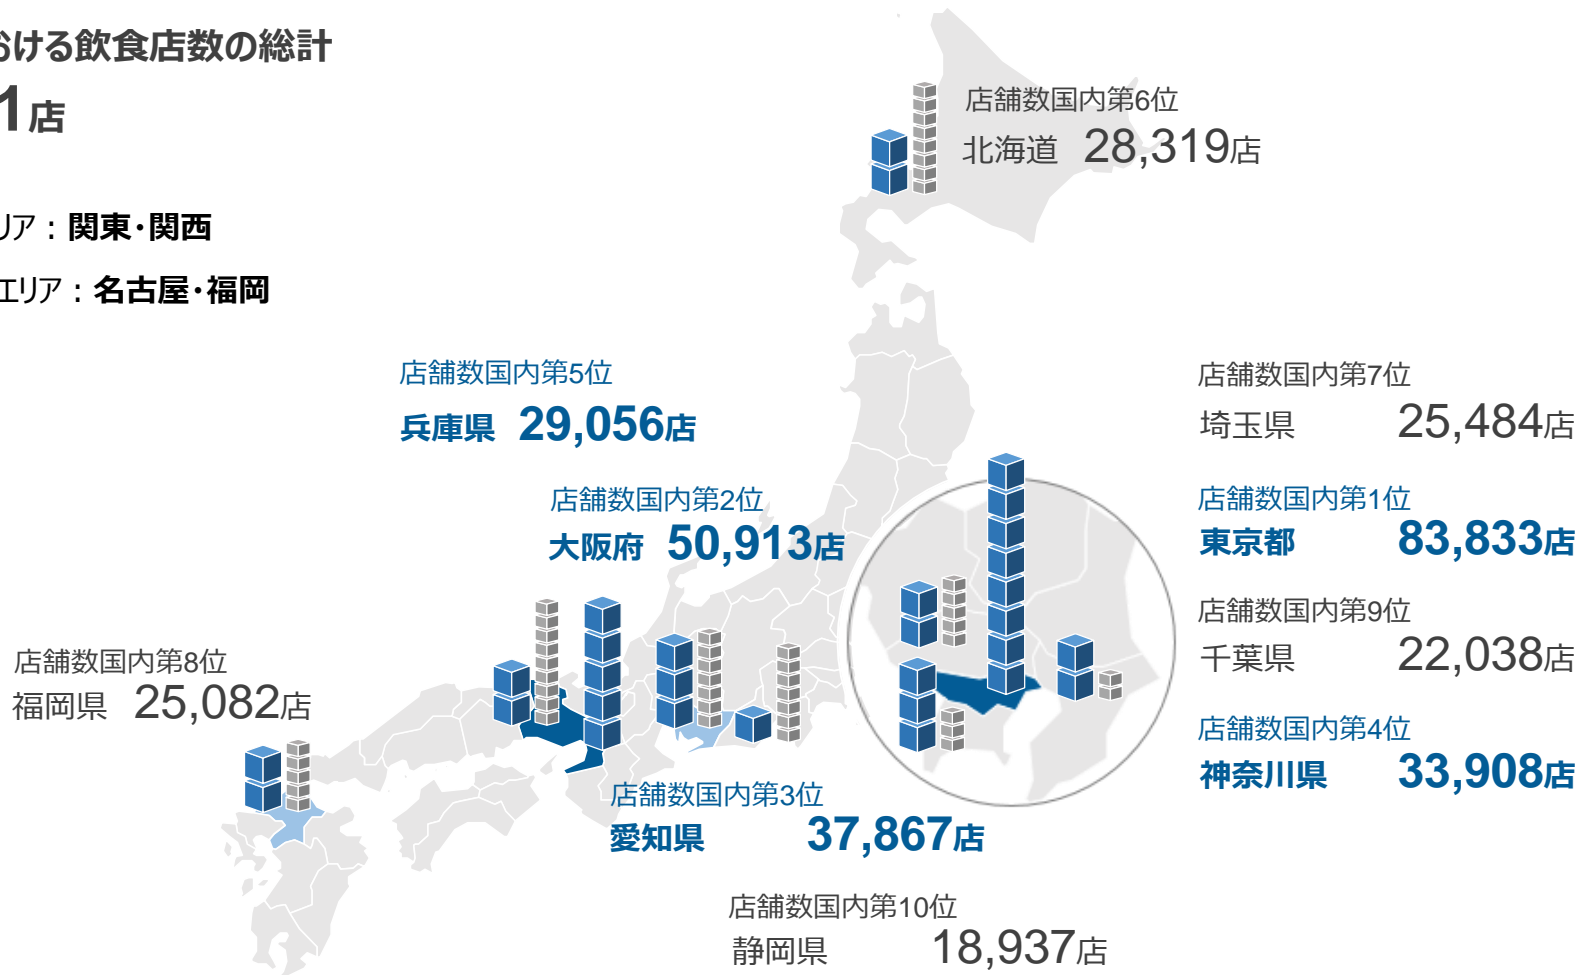 ける飲食店数の総計
1店
リア：関東・関西
エリア：名古屋・福岡
店舗数国内第6位
北海道 28,319店
店舗数国内第5位
兵庫県 29,056店
店舗数国内第2位
大阪府 50,913店
店舗数国内第7位
埼玉県 25,484店
店舗数国内第1位
東京都 83,833店
店舗数国内第9位
千葉県 22,038店
店舗数国内第4位
神奈川県 33,908店
店舗数国内第8位
福岡県 25,082店
店舗数国内第3位
愛知県 37,867店
店舗数国内第10位
静岡県 18,937店